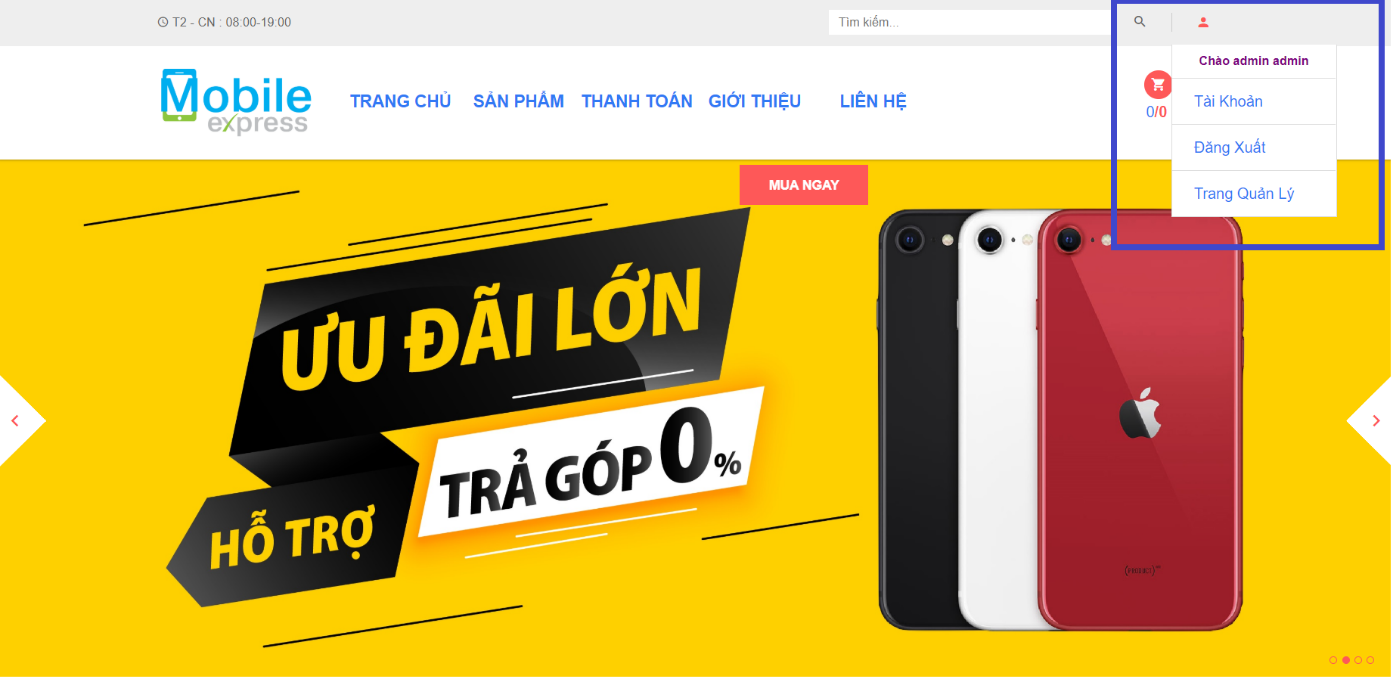 T2 - CN : 08:00-19:00
Tìm kiếm...
Chào admin admin
Mobile
express
TRANG CHỦ SẢN PHẨM THANH TOÁN GIỚI THIỆU LIÊN HỆ
0/0
Tài Khoản
Đăng Xuất
Trang Quản Lý
MUA NGAY
ƯU ĐÃI LỚN
TRẢ GÓP 0%
HỖ TRỢ
(PRODUCT)™